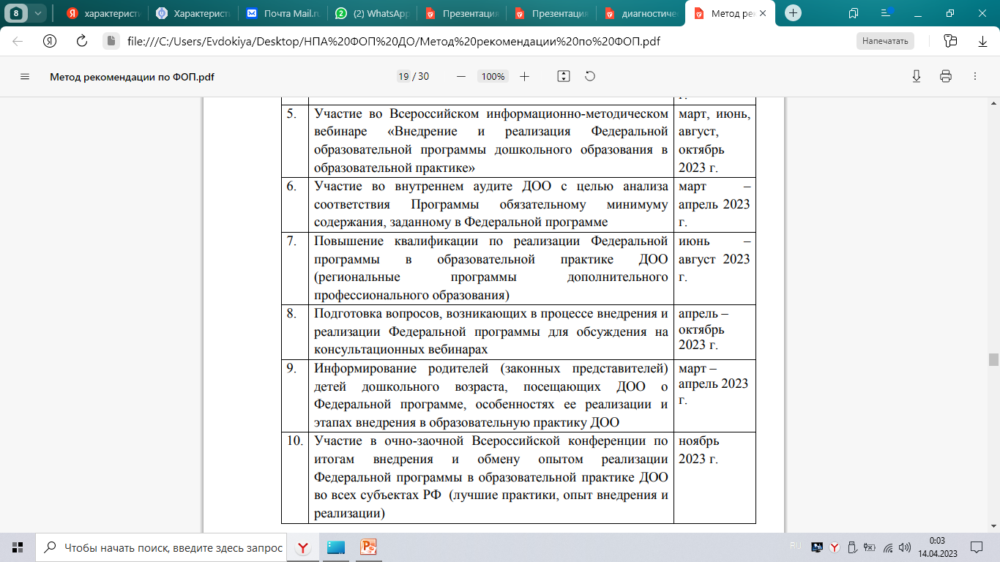 8
характеристи
Характеристи
Почта Mail.ru
(2) WhatsApp
Презентация
Презентация
диагностичес
Метод рек
file:///C:/Users/Evdokiya/Desktop/НПА%20ФОП%20ДО/Метод%20рекомендации%20по%20ФОП.pdf
Напечатать
Метод рекомендации по ФОП.pdf
19 / 30
100%
г.
5. Участие во Всероссийском информационно-методическом март, июнь,
вебинаре «Внедрение и реализация Федеральной август,
образовательной программы дошкольного образования в октябрь
образовательной практике» 2023 г.
6. Участие во внутреннем аудите ДОО с целью анализа март –
соответствия Программы обязательному минимуму апрель 2023
содержания, заданному в Федеральной программе г.
7. Повышение квалификации по реализации Федеральной июнь –
программы в образовательной практике ДОО август 2023
(региональные программы дополнительного г.
профессионального образования)
8. Подготовка вопросов, возникающих в процессе внедрения и апрель –
реализации Федеральной программы для обсуждения на октябрь
консультационных вебинарах 2023 г.
9. Информирование родителей (законных представителей) март –
детей дошкольного возраста, посещающих ДОО о апрель 2023
Федеральной программе, особенностях ее реализации и г.
этапах внедрения в образовательную практику ДОО
10. Участие в очно-заочной Всероссийской конференции по ноябрь
итогам внедрения и обмену опытом реализации 2023 г.
Федеральной программы в образовательной практике ДОО
во всех субъектах РФ (лучшие практики, опыт внедрения и
реализации)
Чтобы начать поиск, введите здесь запрос
RU
0:03
14.04.2023